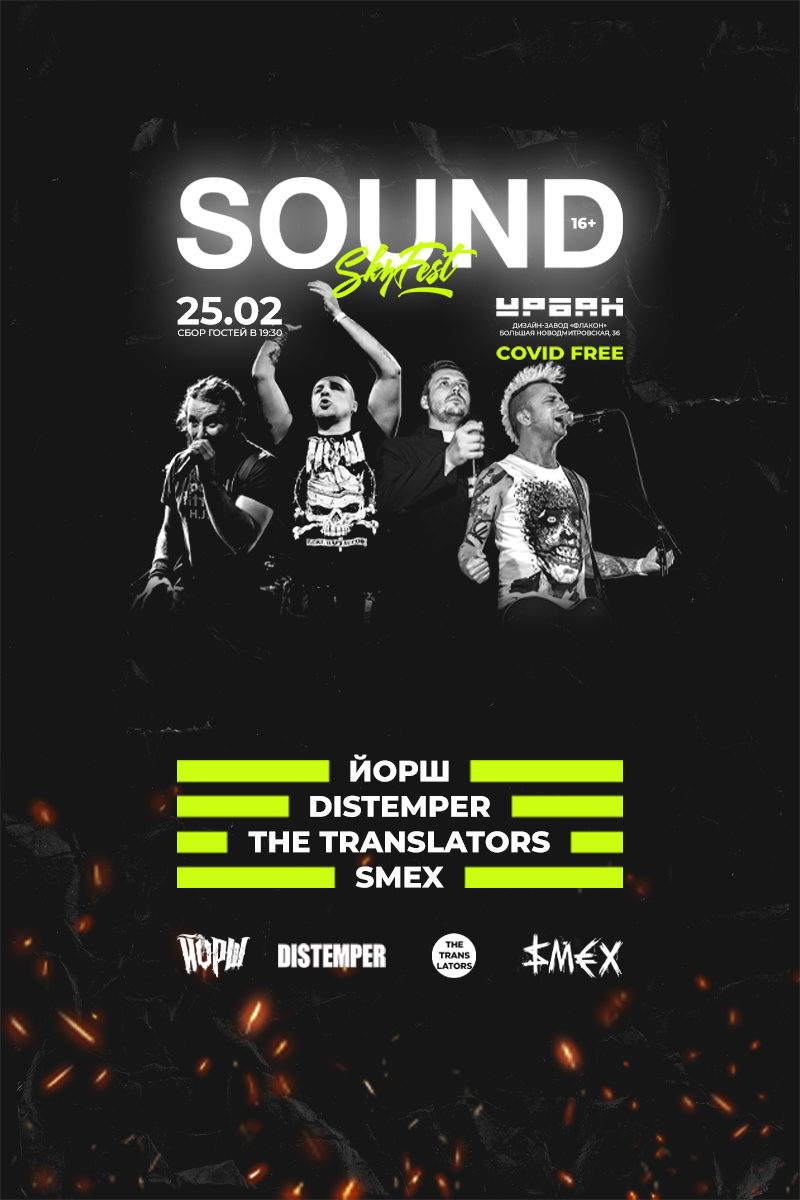 SOUND
16+
SkyFest
25.02
СБОР ГОСТЕЙ В 19:30
УРБАН
ДИЗАЙН-ЗАВОД «ФЛАКОН»
БОЛЬШАЯ НОВОДМИТРОВСКАЯ, 36
COVID FREE
ЙОРШ
ЙОРШ
DISTEMPER
THE TRANSLATORS
SMEX
ЙОРШ
DISTEMPER
THE
TRANS
LATORS
$MEX